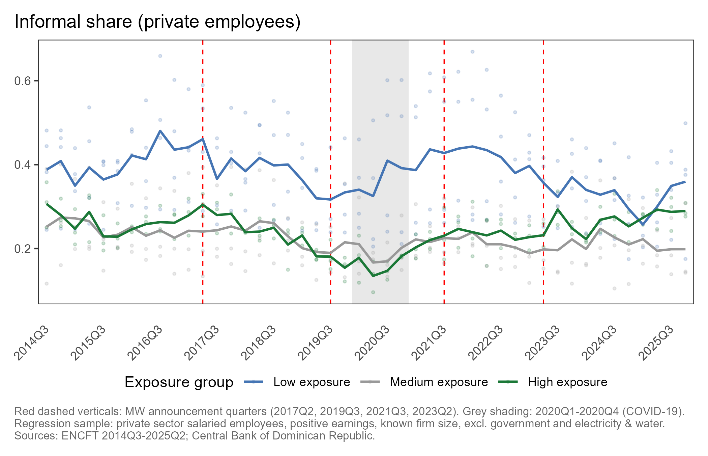 Informal share (private employees)
0.6
0.4
0.2
2014Q3
2015Q3
2016Q3
2017Q3
2018Q3
2019Q3
2020Q3
2021Q3
2022Q3
2023Q3
2024Q3
2025Q3
Exposure group Low exposure Medium exposure High exposure
Red dashed verticals: MW announcement quarters (2017Q2, 2019Q3, 2021Q3, 2023Q2). Grey shading: 2020Q1-2020Q4 (COVID-19).
Regression sample: private sector salaried employees, positive earnings, known firm size, excl. government and electricity & water.
Sources: ENCFT 2014Q3-2025Q2; Central Bank of Dominican Republic.